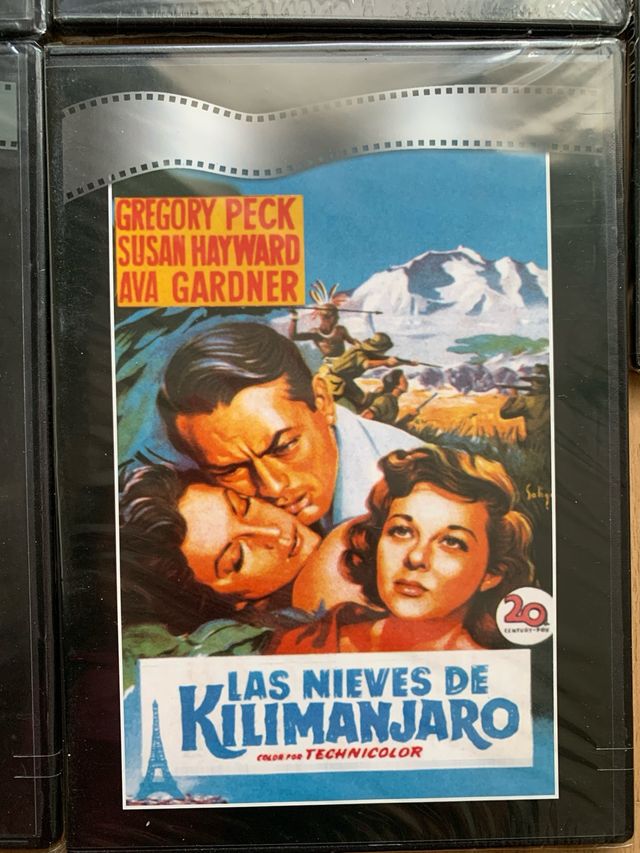 GREGORY PECK
SUSAN HAYWARD
AVA GARDNER
20
CENTURY-FOX
LAS NIEVES DE
KILIMANJARO
COLOR POR TECHNICOLOR